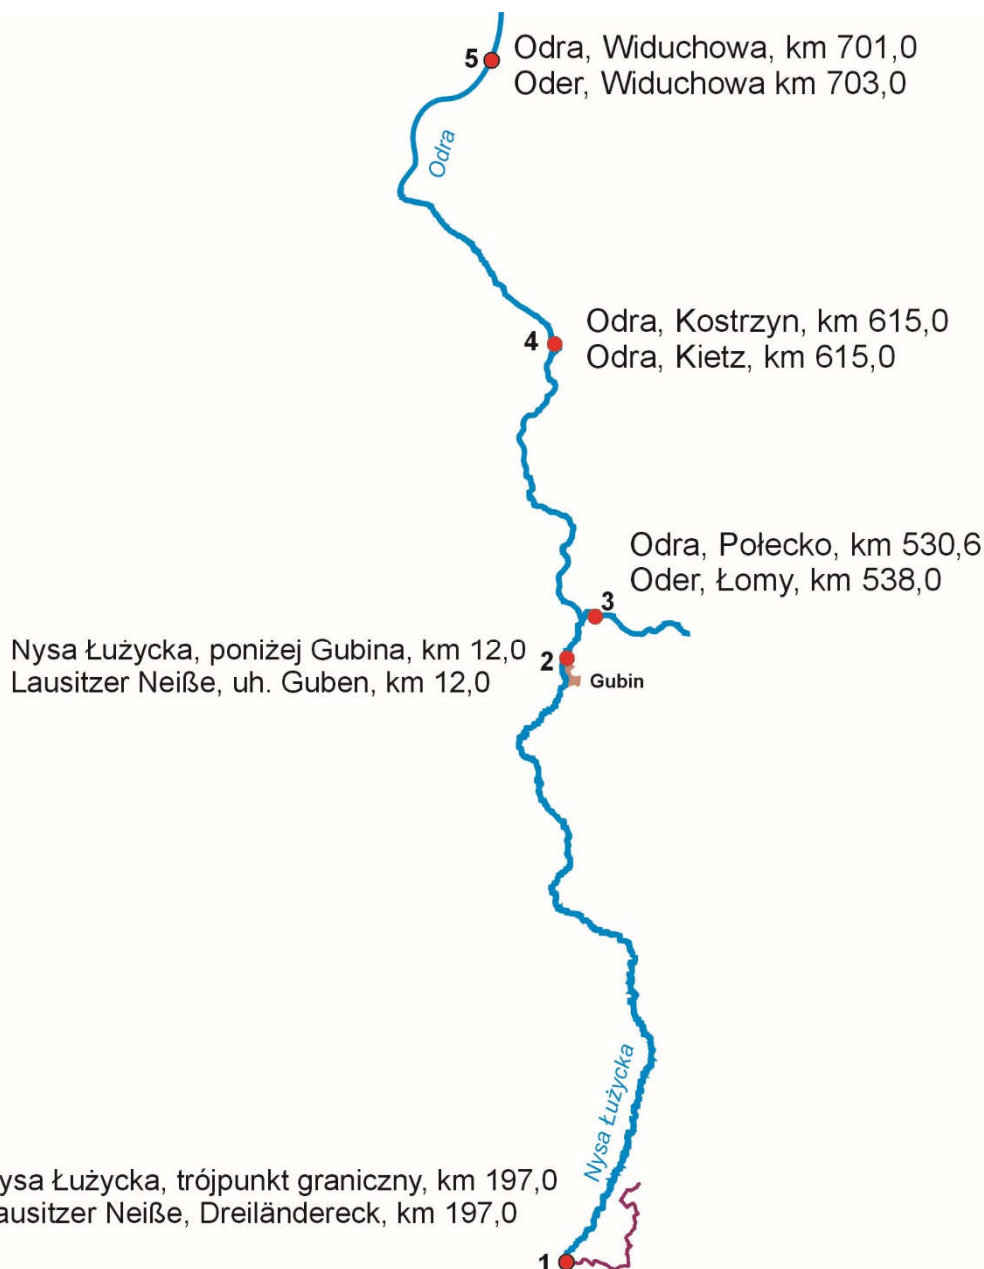 5
Odra, Widuchowa, km 701,0
Oder, Widuchowa km 703,0
Odra
4
Odra, Kostrzyn, km 615,0
Odra, Kietz, km 615,0
Odra, Połecko, km 530,6
Oder, Łomy, km 538,0
3
Nysa Łużycka, poniżej Gubina, km 12,0
Lausitzer Neiße, uh. Guben, km 12,0
2
Gubin
Nysa Łużycka
ysa Łużycka, trójpunkt graniczny, km 197,0
ausitzer Neiße, Dreiländereck, km 197,0
1